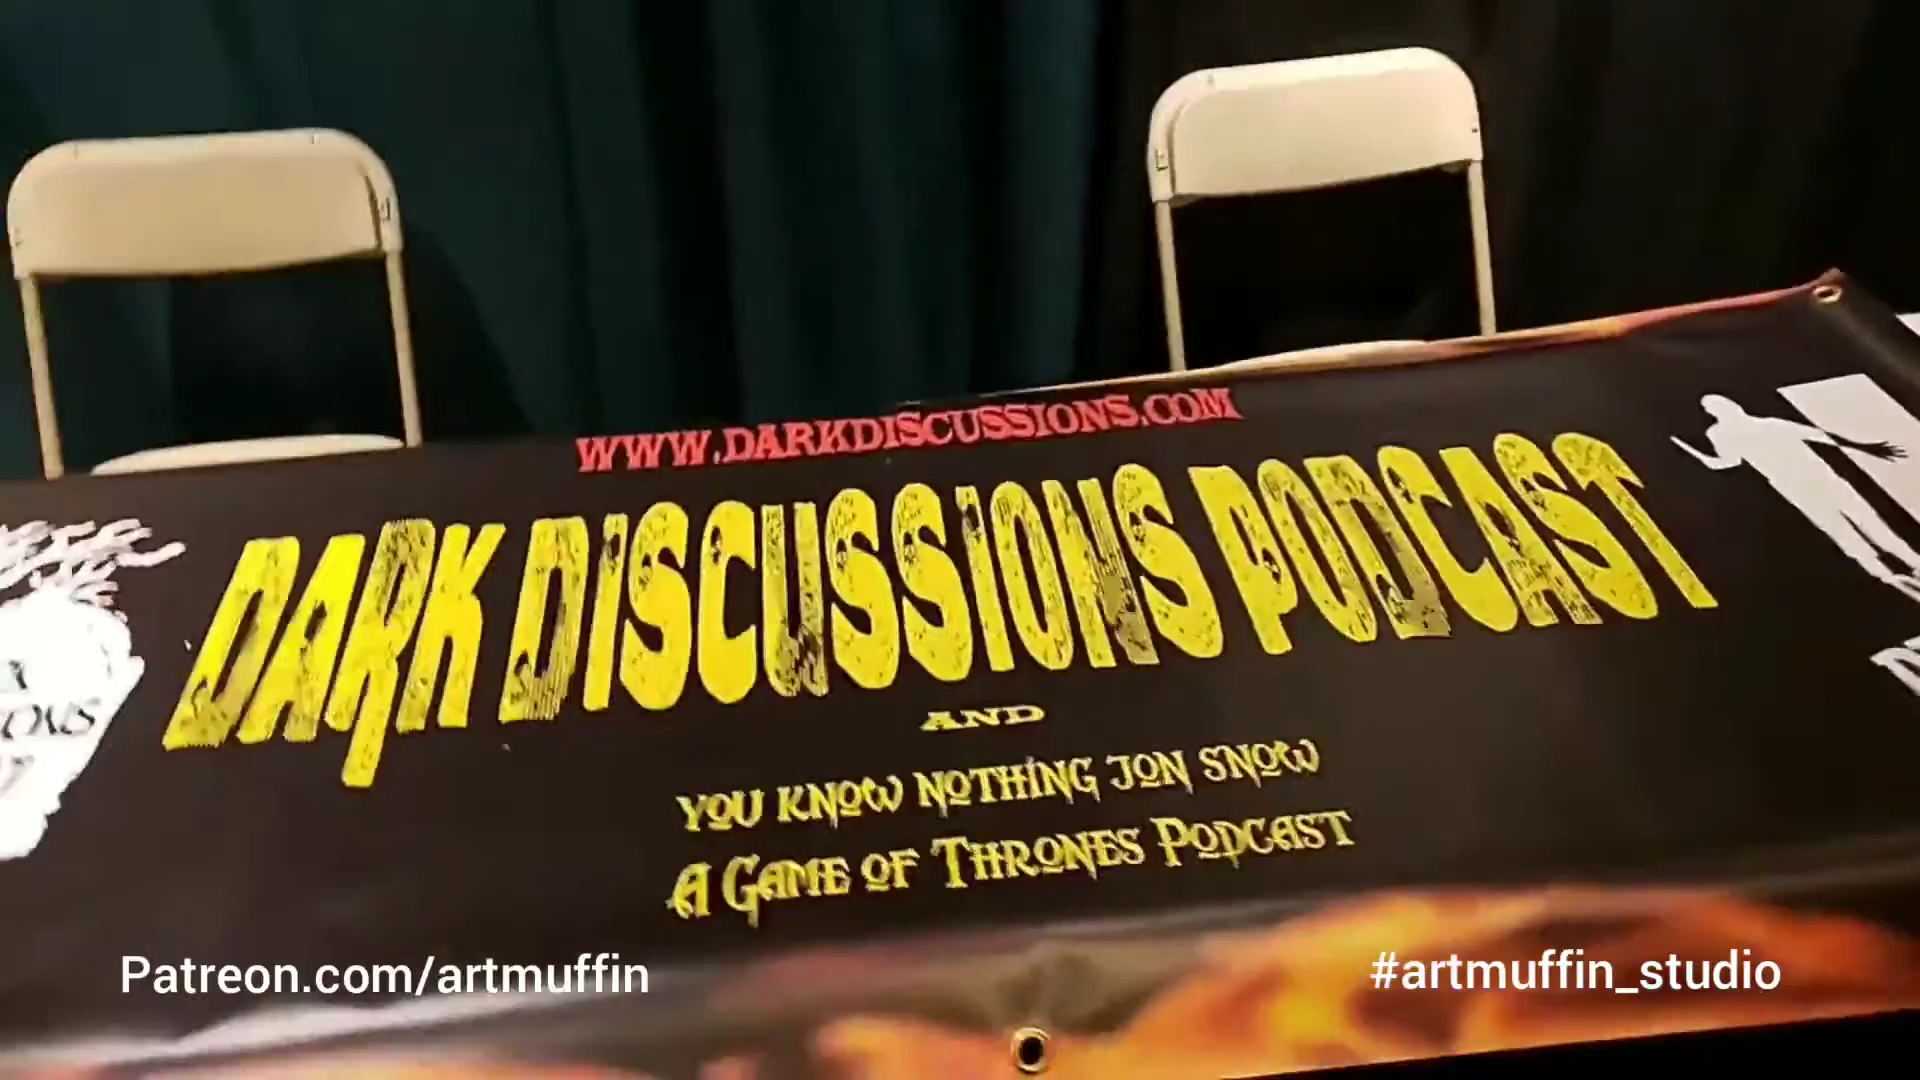 WWW.DARKDISCUSSIONS.COM
DARK DISCUSSIONS PODCAST
AND
YOU KNOW NOTHING JON SNOW
A GAME OF THRONES PODCAST
Patreon.com/artmuffin
#artmuffin_studio